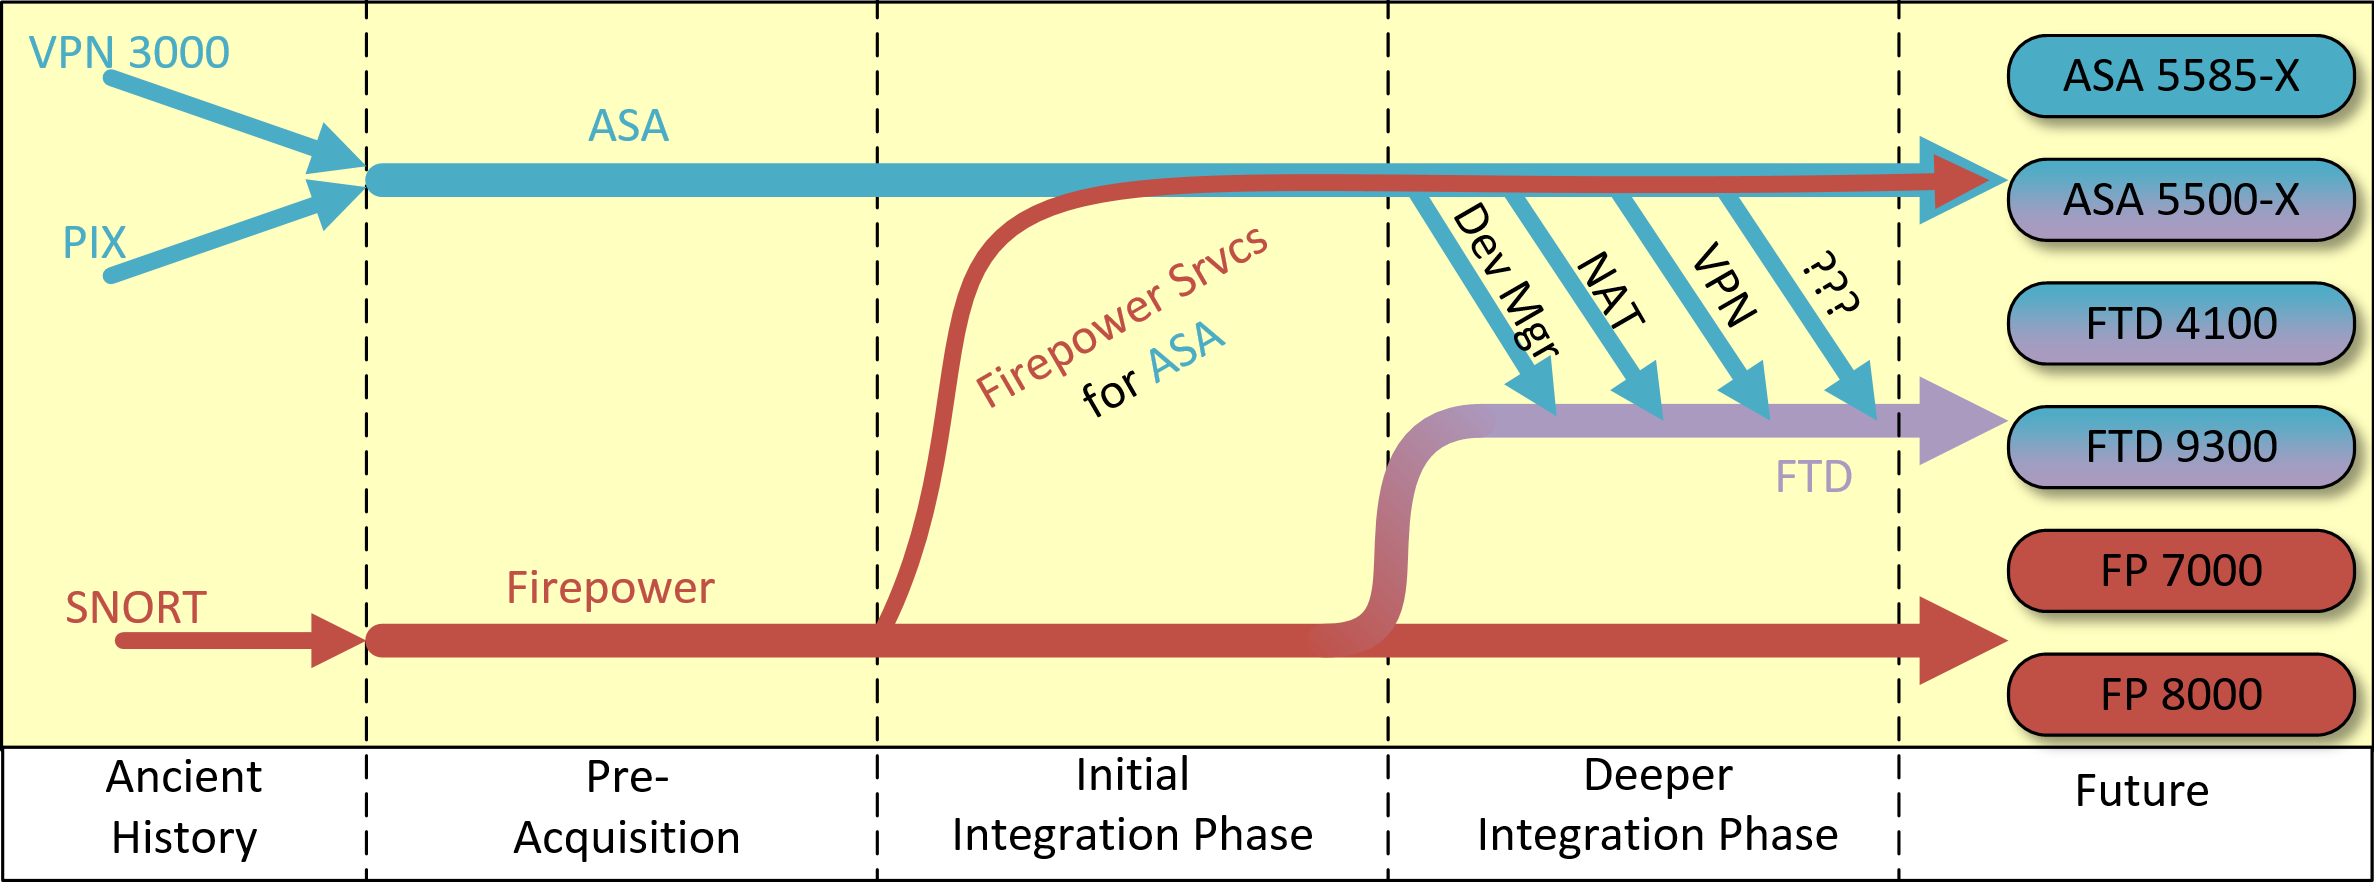 VPN 3000
PIX
SNORT
ASA
Firepower
Firepower Srvcs
for ASA
Dev Mgr
NAT
VPN
???
FTD
ASA 5585-X
ASA 5500-X
FTD 4100
FTD 9300
FP 7000
FP 8000
Ancient
History
Pre-
Acquisition
Initial
Integration Phase
Deeper
Integration Phase
Future